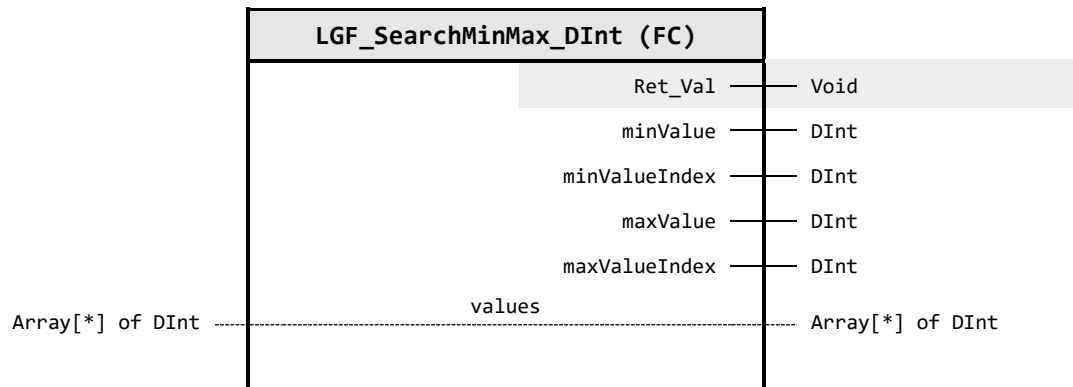 LGF_SearchMinMax_DInt (FC)
Ret_Val Void
minValue DInt
minValueIndex DInt
maxValue DInt
maxValueIndex DInt
values
Array[*] of DInt Array[*] of DInt